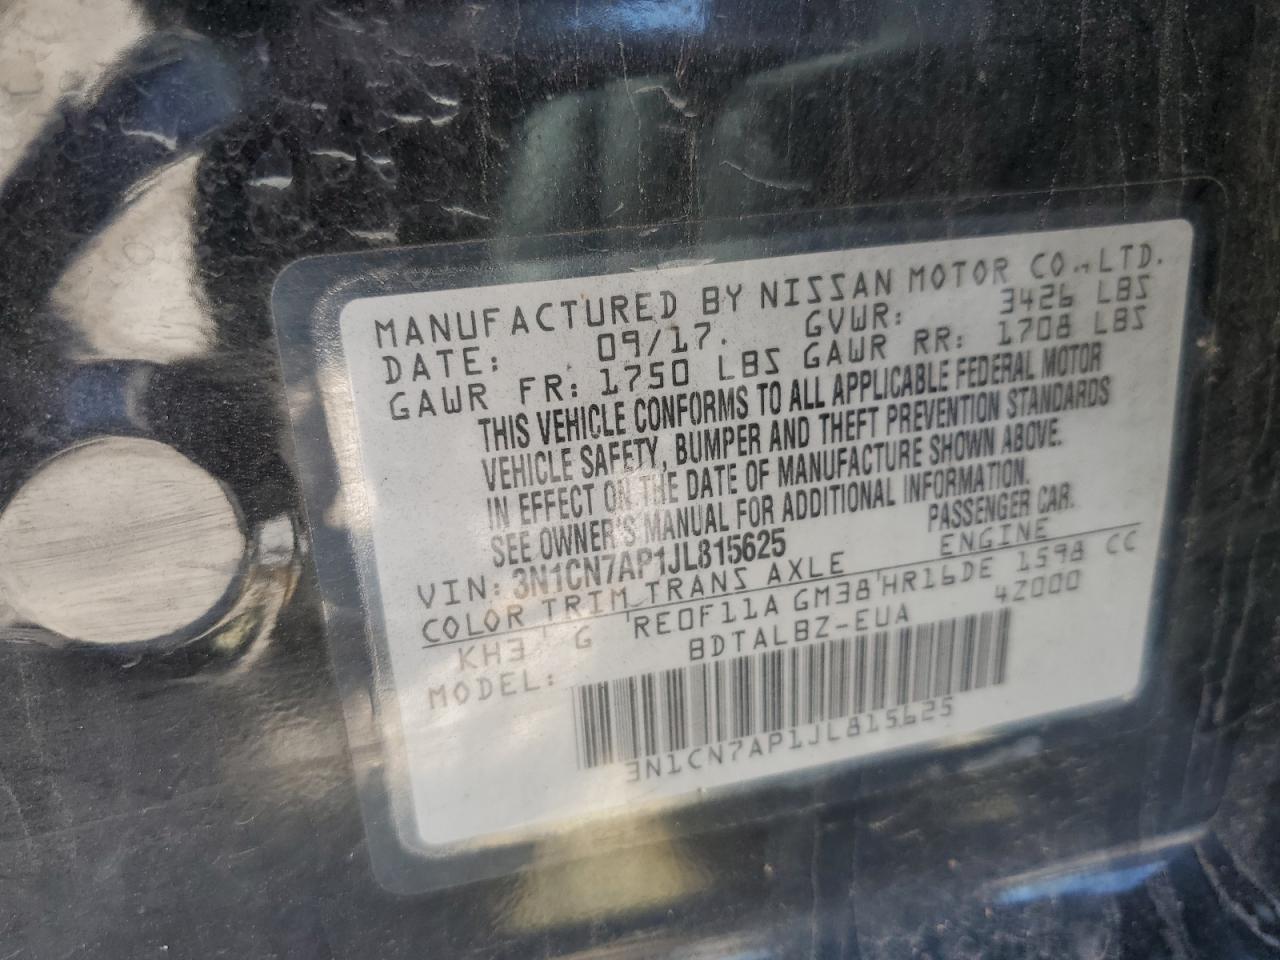 MANUFACTURED BY NISSAN MOTOR CO.,LTD.
DATE: 09/17. GVWR: 3426 LBS
GAWR FR: 1750 LBS GAWR RR: 1708 LBS
THIS VEHICLE CONFORMS TO ALL APPLICABLE FEDERAL MOTOR
VEHICLE SAFETY, BUMPER AND THEFT PREVENTION STANDARDS
IN EFFECT ON THE DATE OF MANUFACTURE SHOWN ABOVE.
SEE OWNER'S MANUAL FOR ADDITIONAL INFORMATION.
VIN: 3N1CN7AP1JL815625 PASSENGER CAR.
COLOR TRIM TRANS AXLE ENGINE
KH3 G RE0F11A GM38 HR16DE 1598 CC
MODEL: BDTALBZ-EUA 4Z000
3N1CN7AP1JL815625